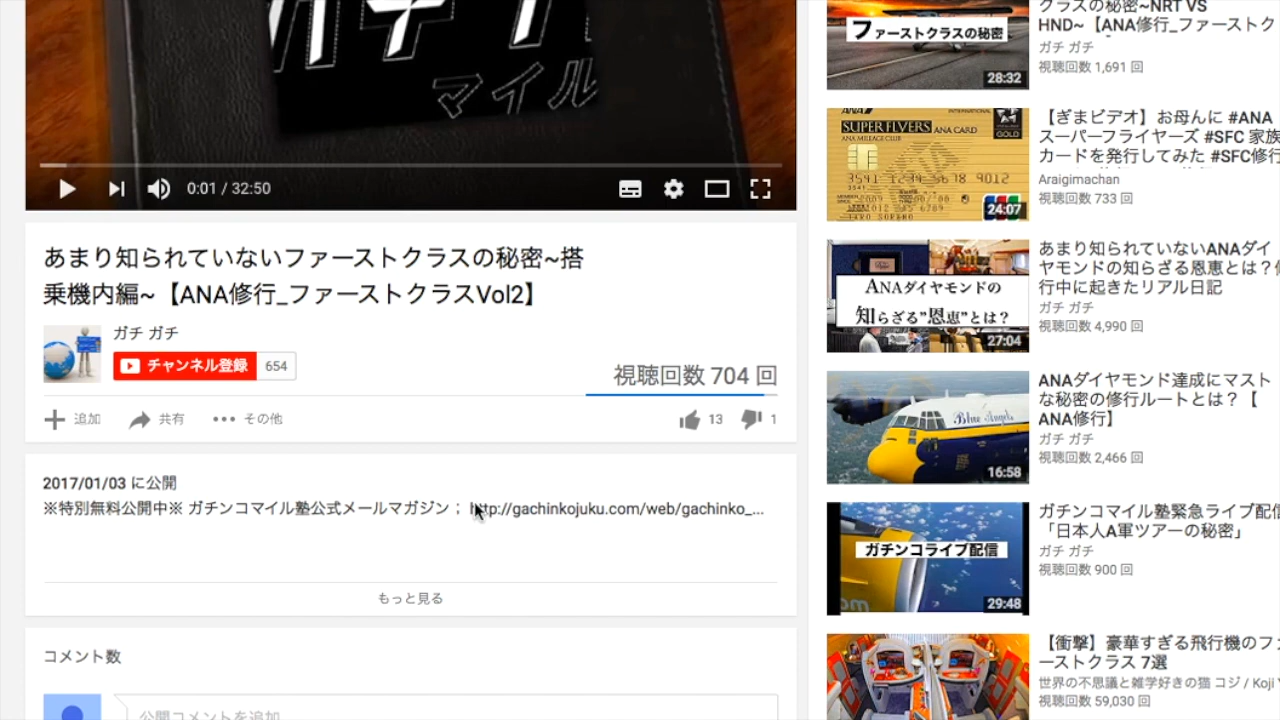 マイル
0:01 / 32:50
あまり知られていないファーストクラスの秘密~搭
乗機内編~【ANA修行_ファーストクラスVol2】
ガチ ガチ
チャンネル登録 654
視聴回数 704 回
追加 共有 その他 13 1
2017/01/03 に公開
※特別無料公開中※ ガチンコマイル塾公式メールマガジン； http://gachinkojuku.com/web/gachinko_...
もっと見る
コメント数
公開コメントを追加
ファーストクラスの秘密
28:32
クラスの秘密~NRT VS
HND~【ANA修行_ファーストク
ガチ ガチ
視聴回数 1,691 回
ANA
SUPER FLYERS ANA CARD
ANA MILEAGE CLUB
GOLD
3541
TARO SORANO
24:07
【ぎまビデオ】お母んに #ANA
スーパーフライヤーズ #SFC 家族
カードを発行してみた #SFC修行
Araigimachan
視聴回数 733 回
ANAダイヤモンドの
知らざる”恩恵”とは？
27:04
あまり知られていないANAダイ
ヤモンドの知らざる恩恵とは？
行中に起きたリアル日記
ガチ ガチ
視聴回数 4,990 回
Blue Angels
16:58
ANAダイヤモンド達成にマスト
な秘密の修行ルートとは？【
ANA修行】
ガチ ガチ
視聴回数 2,466 回
ガチンコライブ配信
29:48
ガチンコマイル塾緊急ライブ配信
「日本人A軍ツアーの秘密」
ガチ ガチ
視聴回数 900 回
【衝撃】豪華すぎる飛行機のファ
ーストクラス 7選
世界の不思議と雑学好きの猫 コジ / Koji
視聴回数 59,030 回